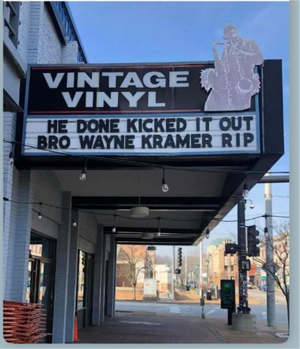 VINTAGE
VINYL
HE DONE KICKED IT OUT
BRO WAYNE KRAMER RIP